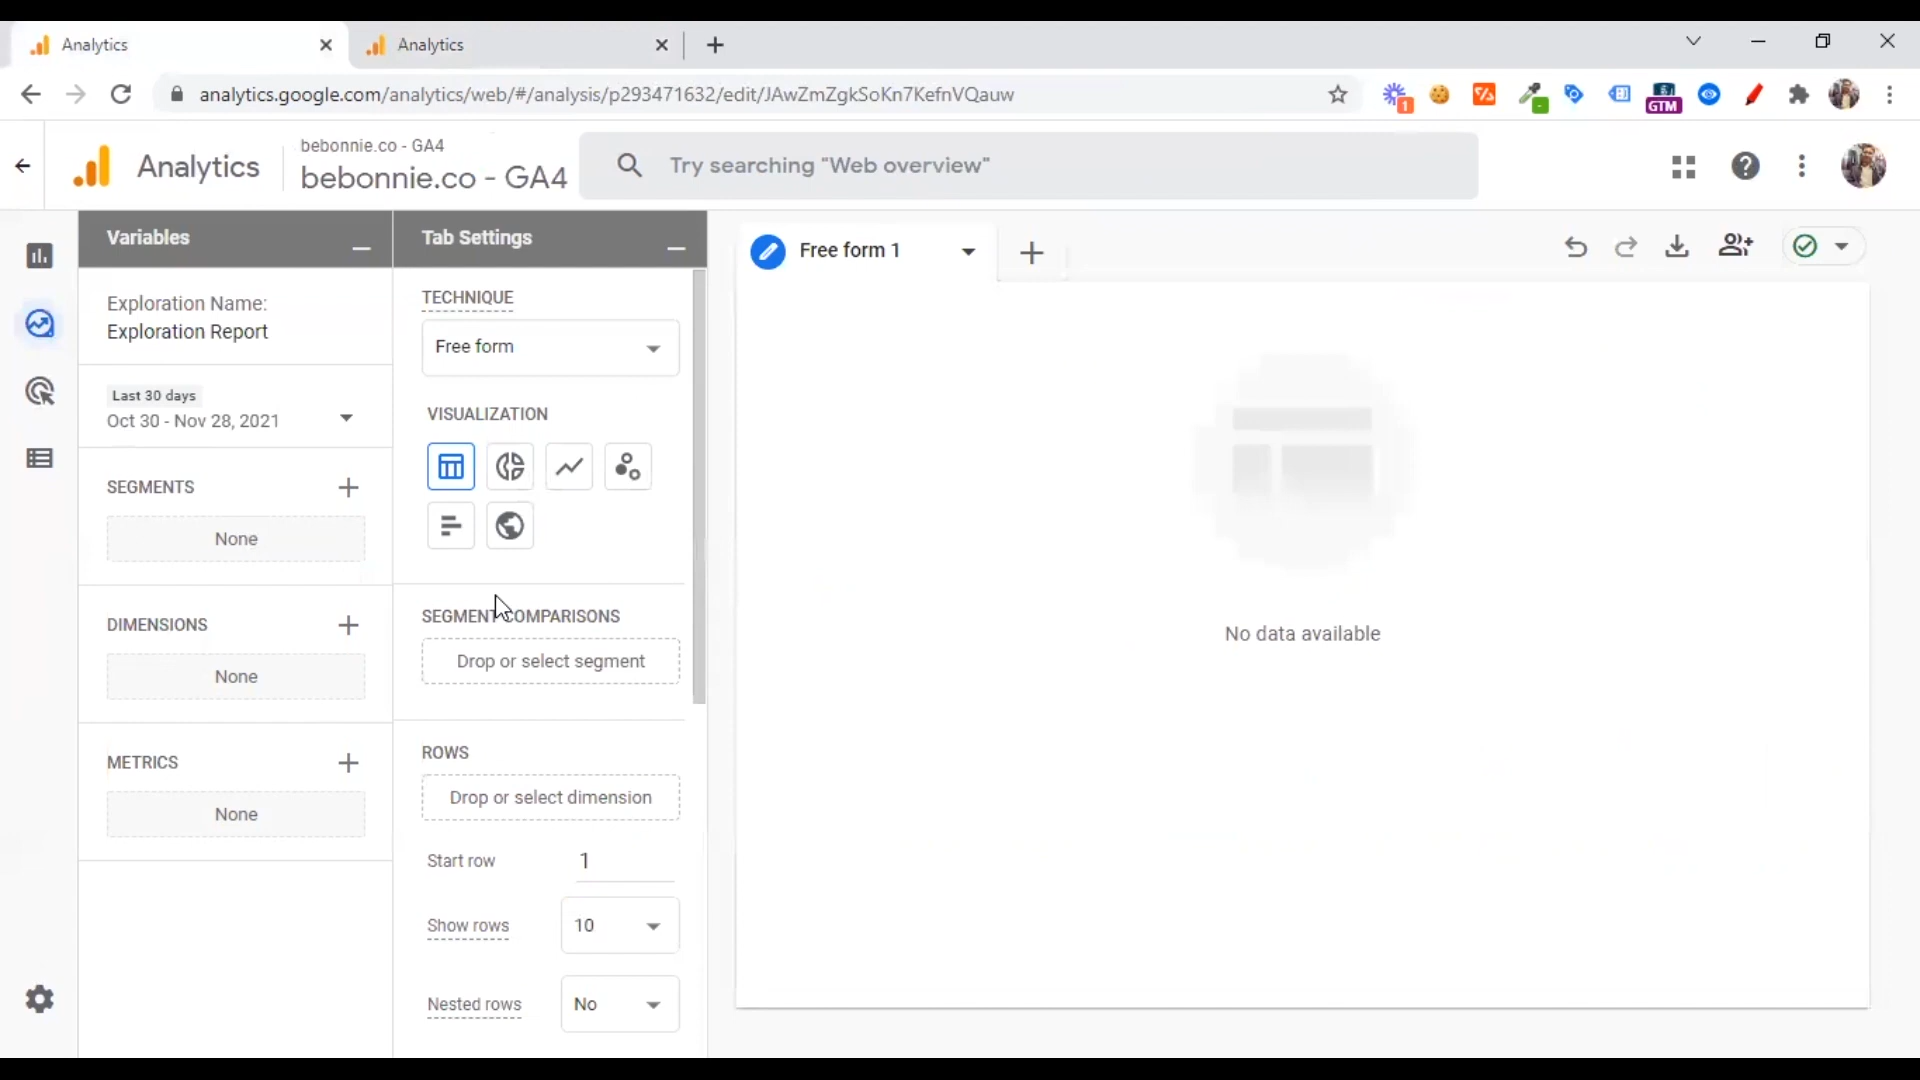 Analytics
Analytics
analytics.google.com/analytics/web/#/analysis/p293471632/edit/JAwZmZgkSoKn7KefnVQauw
1
GTM
Analytics
bebonnie.co - GA4
bebonnie.co - GA4
Try searching "Web overview"
Variables
Tab Settings
Free form 1
Exploration Name:
Exploration Report
Last 30 days
Oct 30 - Nov 28, 2021
SEGMENTS
None
DIMENSIONS
None
METRICS
None
TECHNIQUE
Free form
VISUALIZATION
SEGMENT COMPARISONS
Drop or select segment
ROWS
Drop or select dimension
Start row
1
Show rows
10
Nested rows
No
No data available